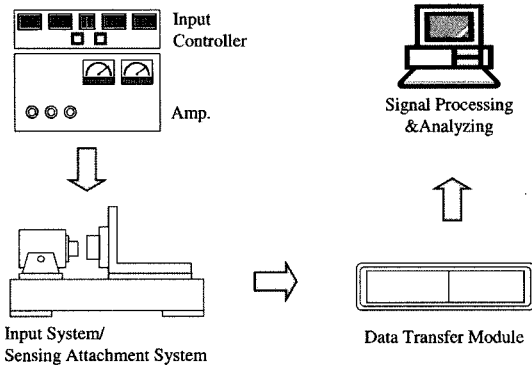 Input
Controller
Amp.
Signal Processing
&Analyzing
Input System/
Sensing Attachment System
Data Transfer Module